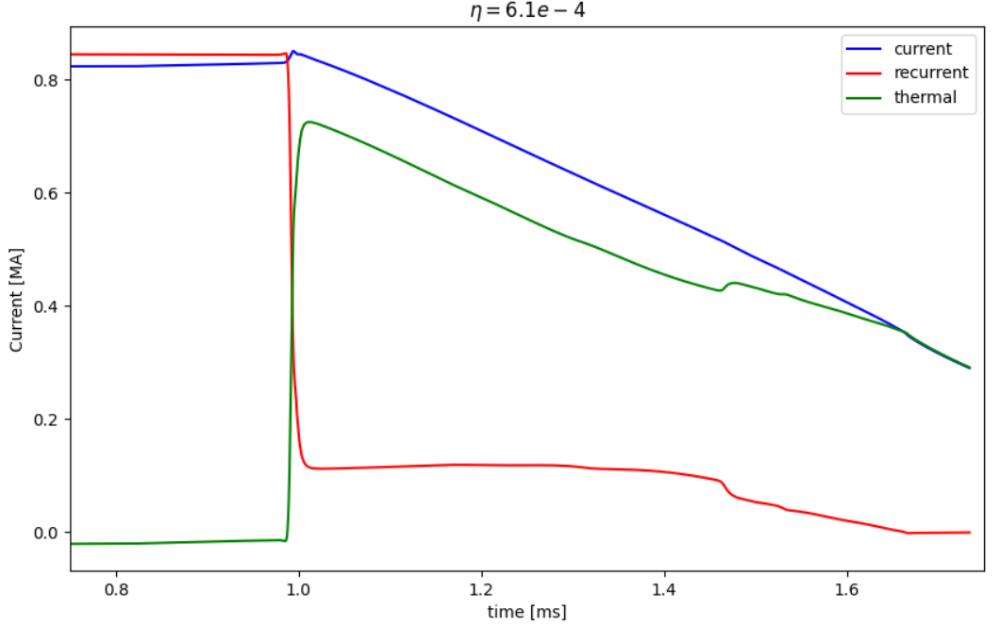 η = 6.1e − 4
current
recurrent
thermal
Current [MA]
0.8
0.6
0.4
0.2
0.0
0.8 1.0 1.2 1.4 1.6
time [ms]